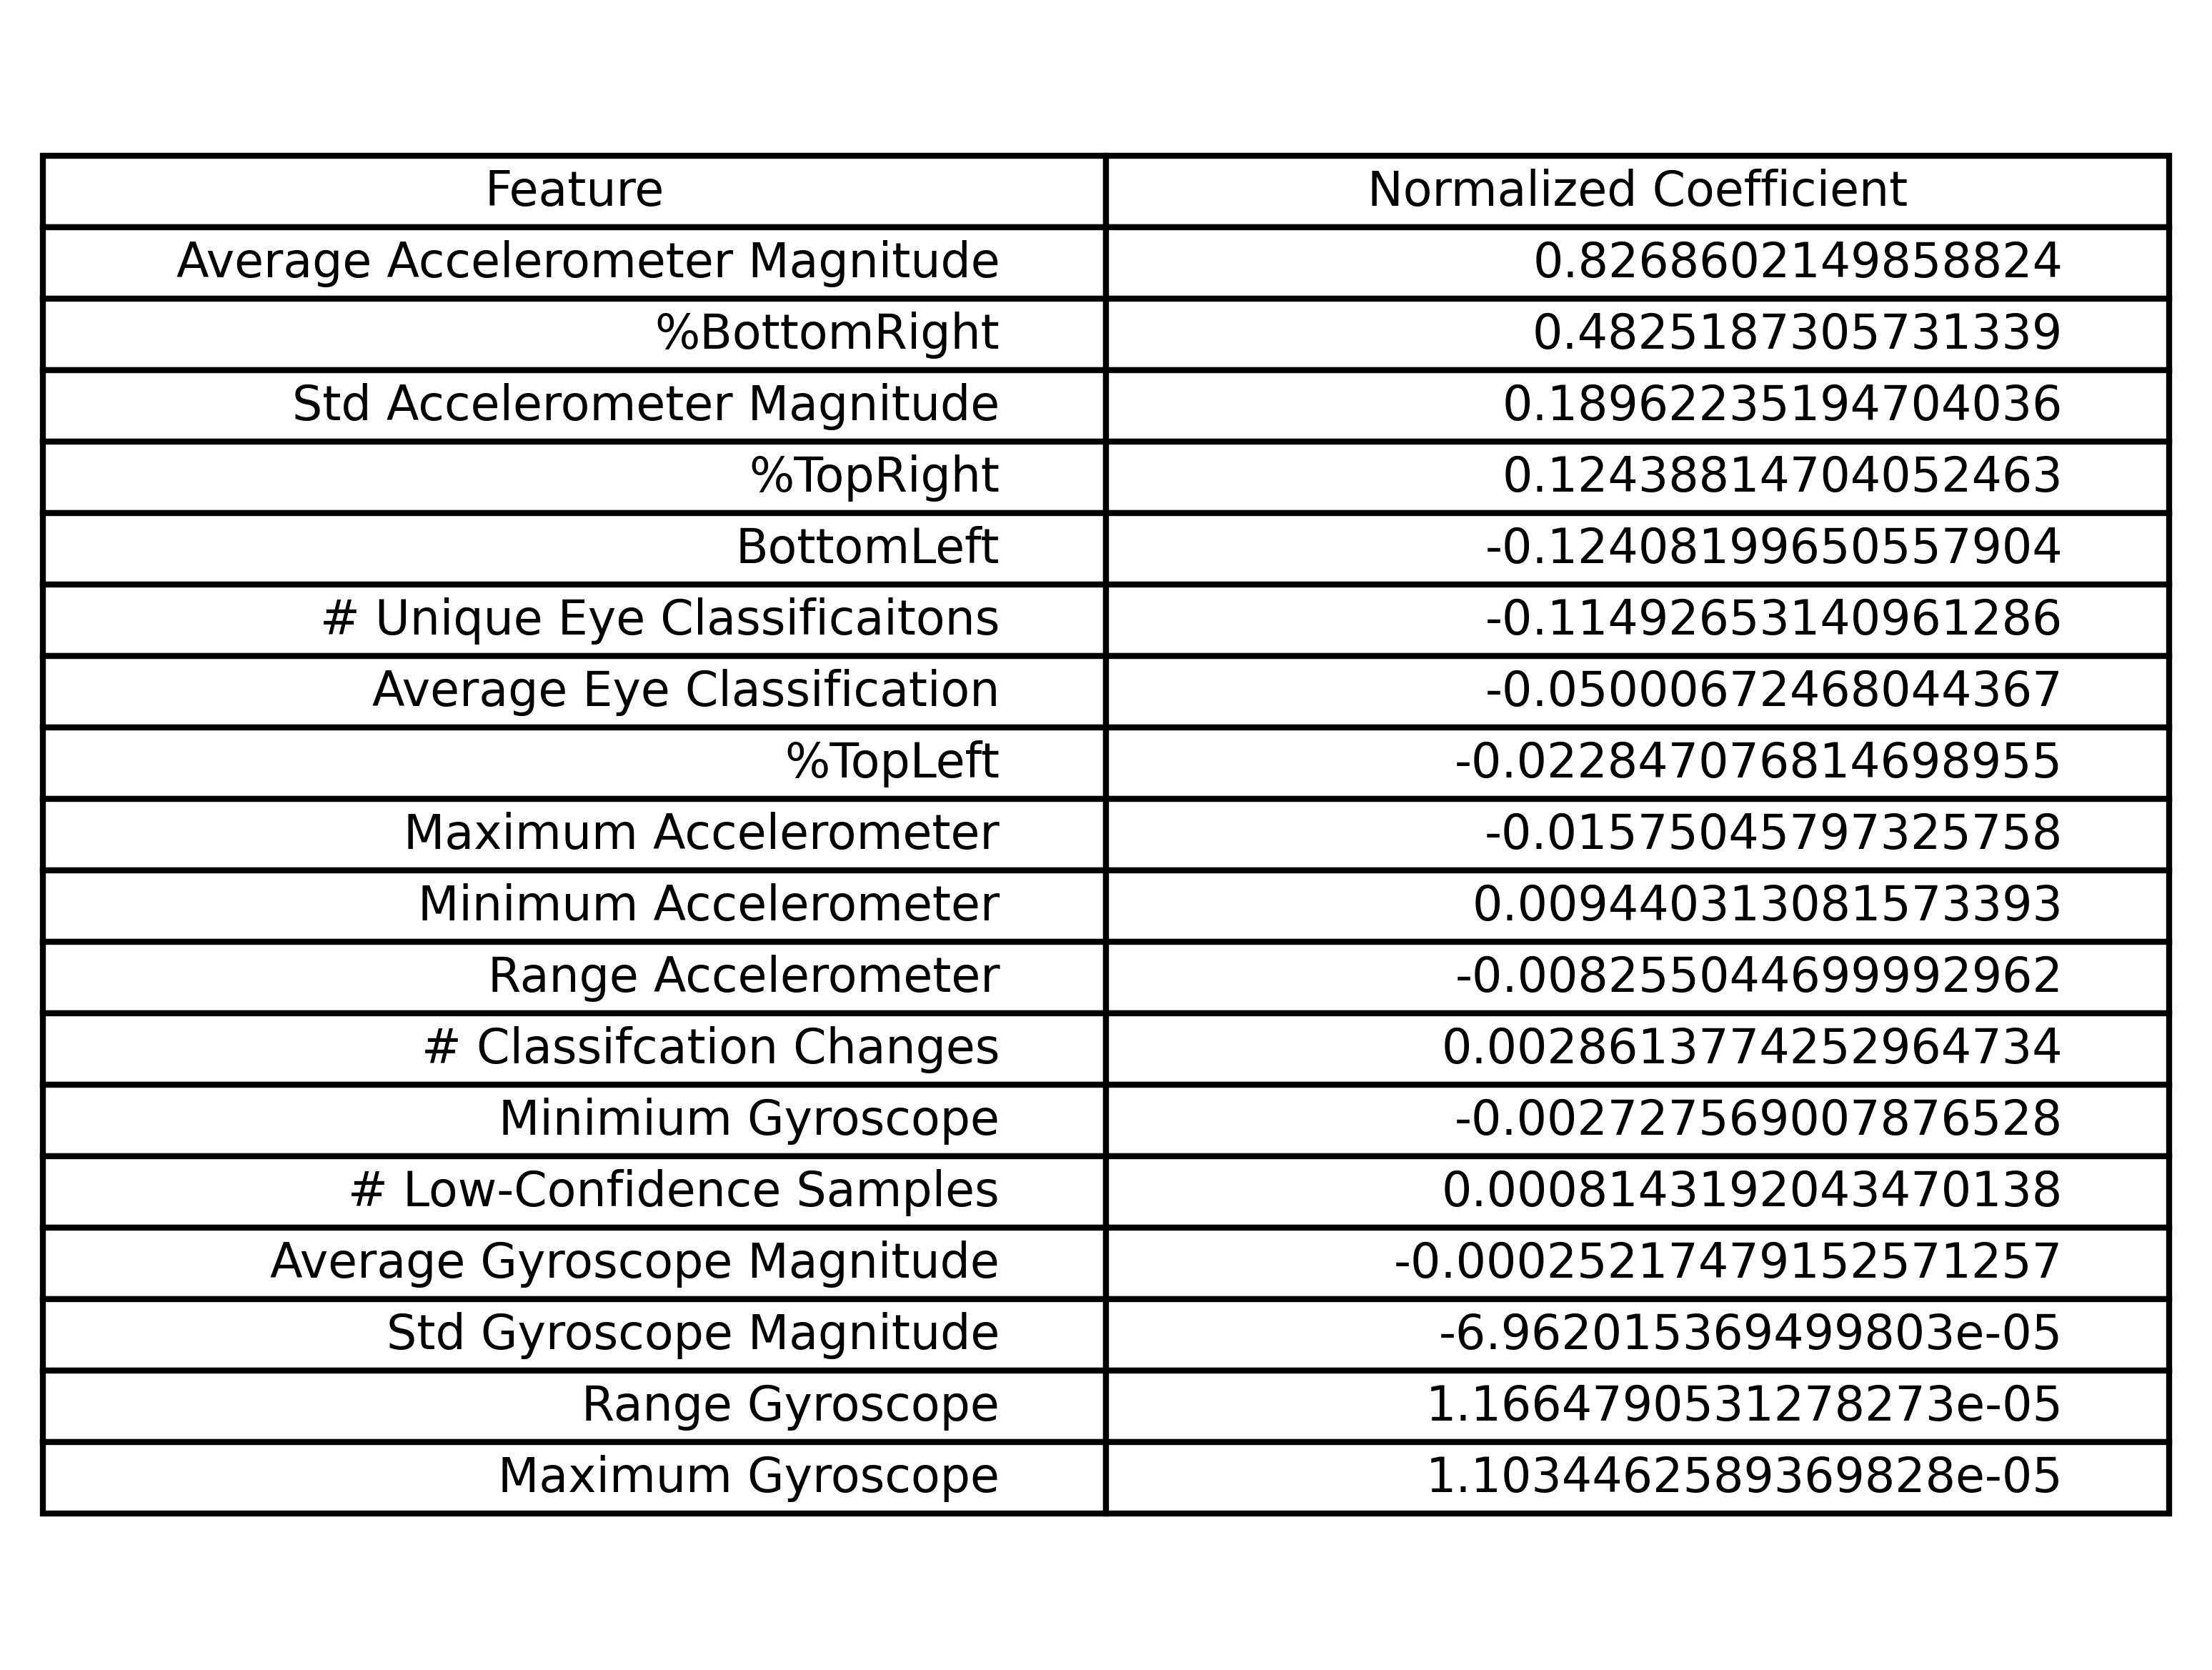 Feature Normalized Coefficient
Average Accelerometer Magnitude 0.8268602149858824
%BottomRight 0.4825187305731339
Std Accelerometer Magnitude 0.18962235194704036
%TopRight 0.12438814704052463
BottomLeft -0.12408199650557904
# Unique Eye Classificaitons -0.11492653140961286
Average Eye Classification -0.05000672468044367
%TopLeft -0.022847076814698955
Maximum Accelerometer -0.01575045797325758
Minimum Accelerometer 0.009440313081573393
Range Accelerometer -0.008255044699992962
# Classifcation Changes 0.0028613774252964734
Minimium Gyroscope -0.002727569007876528
# Low-Confidence Samples 0.0008143192043470138
Average Gyroscope Magnitude -0.000252174791525​71257
Std Gyroscope Magnitude -6.962015369499803e-05
Range Gyroscope 1.1664790531278273e-05
Maximum Gyroscope 1.1034462589369828e-05